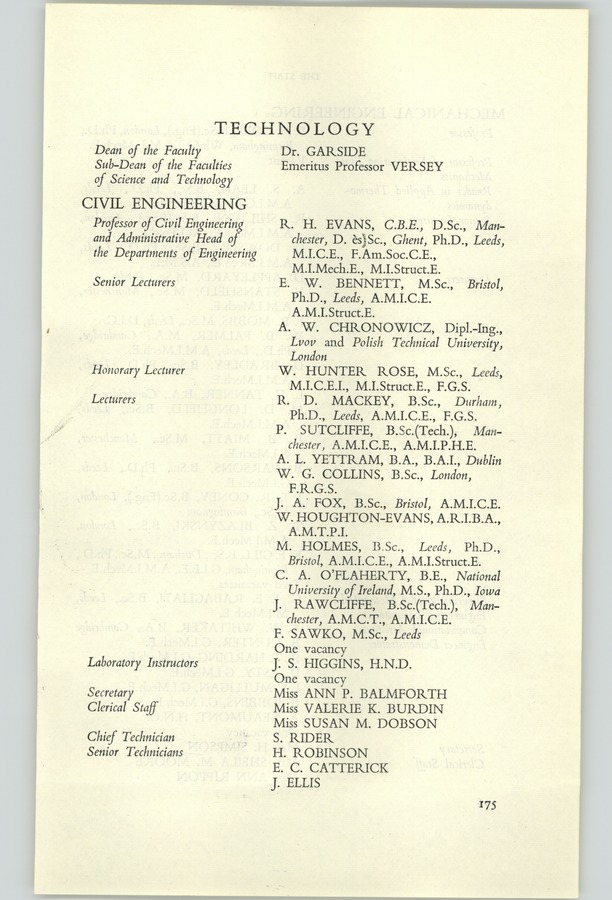 TECHNOLOGY
Dean of the Faculty Dr. GARSIDE
Sub-Dean of the Faculties Emeritus Professor VERSEY
of Science and Technology
CIVIL ENGINEERING
Professor of Civil Engineering R. H. EVANS, C.B.E., D.Sc., Man-
and Administrative Head of chester, D. ès]Sc., Ghent, Ph.D., Leeds,
the Departments of Engineering M.I.C.E., F.Am.Soc.C.E.,
M.I.Mech.E., M.I.Struct.E.
Senior Lecturers E. W. BENNETT, M.Sc., Bristol,
Ph.D., Leeds, A.M.I.C.E.
A.M.I.Struct.E.
A. W. CHRONOWICZ, Dipl.-Ing.,
Lvov and Polish Technical University,
London
Honorary Lecturer W. HUNTER ROSE, M.Sc., Leeds,
M.I.C.E.I., M.I.Struct.E., F.G.S.
Lecturers R. D. MACKEY, B.Sc., Durham,
Ph.D., Leeds, A.M.I.C.E., F.G.S.
P. SUTCLIFFE, B.Sc.(Tech.), Man-
chester, A.M.I.C.E., A.M.I.P.H.E.
A. L. YETTRAM, B.A., B.A.I., Dublin
W. G. COLLINS, B.Sc., London,
F.R.G.S.
J. A. FOX, B.Sc., Bristol, A.M.I.C.E.
W. HOUGHTON-EVANS, A.R.I.B.A.,
A.M.T.P.I.
M. HOLMES, B.Sc., Leeds, Ph.D.,
Bristol, A.M.I.C.E., A.M.I.Struct.E.
C. A. O'FLAHERTY, B.E., National
University of Ireland, M.S., Ph.D., Iowa
J. RAWCLIFFE, B.Sc.(Tech.), Man-
chester, A.M.C.T., A.M.I.C.E.
F. SAWKO, M.Sc., Leeds
One vacancy
Laboratory Instructors J. S. HIGGINS, H.N.D.
One vacancy
Secretary Miss ANN P. BALMFORTH
Clerical Staff Miss VALERIE K. BURDIN
Miss SUSAN M. DOBSON
Chief Technician S. RIDER
Senior Technicians H. ROBINSON
E. C. CATTERICK
J. ELLIS
175